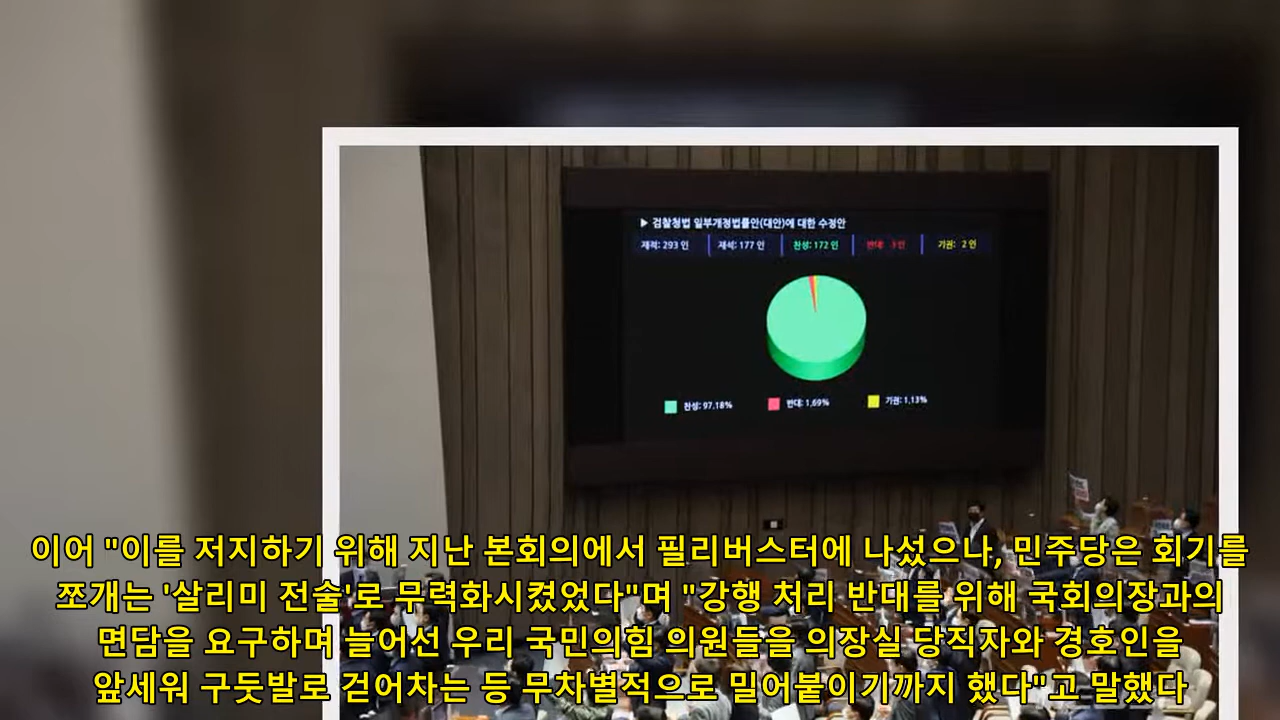 ▶ 검찰청법 일부개정법률안(대안)에 대한 수정안
재적: 293 인 재석: 177 인 찬성: 172 인 반대: 3 인 기권: 2 인
찬성: 97.18% 반대: 1.69% 기권: 1.13%
이어 "이를 저지하기 위해 지난 본회의에서 필리버스터에 나섰으나, 민주당은 회기를
쪼개는 '살리미 전술'로 무력화시켰었다"며 "강행 처리 반대를 위해 국회의장과의
면담을 요구하며 늘어선 우리 국민의힘 의원들을 의장실 당직자와 경호인을
앞세워 구둣발로 걷어차는 등 무차별적으로 밀어붙이기까지 했다"고 말했다